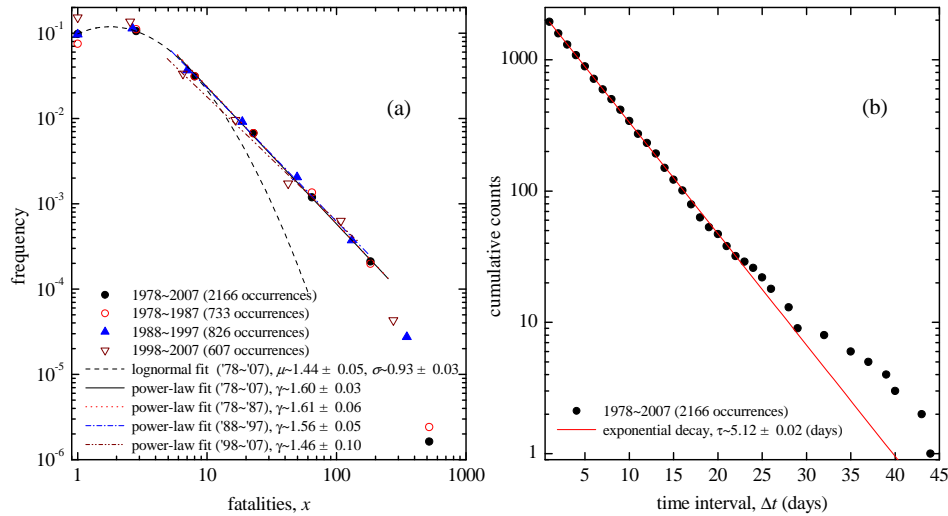 (a)
10^-1
10^-2
10^-3
10^-4
10^-5
10^-6
frequency
1978~2007 (2166 occurrences)
1978~1987 (733 occurrences)
1988~1997 (826 occurrences)
1998~2007 (607 occurrences)
lognormal fit ('78~'07), μ~1.44 ± 0.05, σ~0.93 ± 0.03
power-law fit ('78~'07), γ~1.60 ± 0.03
power-law fit ('78~'87), γ~1.61 ± 0.06
power-law fit ('88~'97), γ~1.56 ± 0.05
power-law fit ('98~'07), γ~1.46 ± 0.10
1 10 100 1000
fatalities, x
(b)
1000
100
10
1
cumulative counts
1978~2007 (2166 occurrences)
exponential decay, τ~5.12 ± 0.02 (days)
5 10 15 20 25 30 35 40 45
time interval, Δt (days)